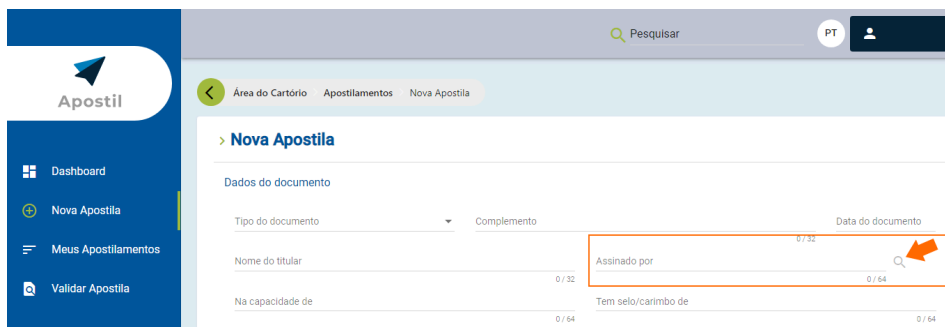 Pesquisar
PT
Apostil
Área do Cartório Apostilamentos Nova Apostila
> Nova Apostila
Dashboard
Nova Apostila
Meus Apostilamentos
Validar Apostila
Dados do documento
Tipo do documento
Complemento
Data do documento
0 / 32
Nome do titular
Assinado por
0 / 32
0 / 64
Na capacidade de
Tem selo/carimbo de
0 / 64
0 / 64